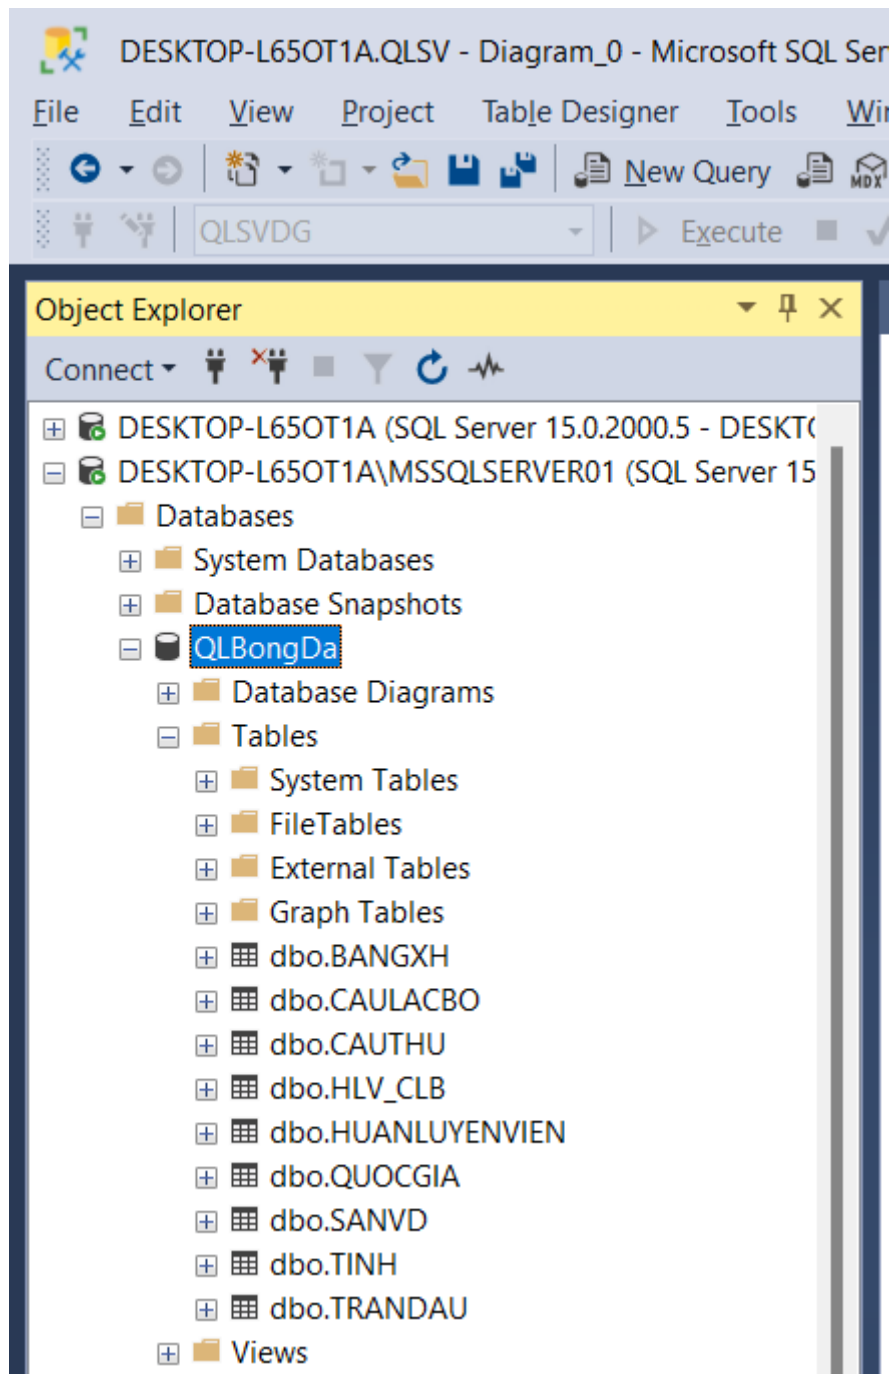 DESKTOP-L65OT1A.QLSV - Diagram_0 - Microsoft SQL Ser
File Edit View Project Table Designer Tools Win
New Query MDX
QLSVDG Execute
Object Explorer
Connect
DESKTOP-L65OT1A (SQL Server 15.0.2000.5 - DESKTO
DESKTOP-L65OT1A\MSSQLSERVER01 (SQL Server 15
Databases
System Databases
Database Snapshots
QLBongDa
Database Diagrams
Tables
System Tables
FileTables
External Tables
Graph Tables
dbo.BANGXH
dbo.CAULACBO
dbo.CAUTHU
dbo.HLV_CLB
dbo.HUANLUYENVIEN
dbo.QUOCGIA
dbo.SANVD
dbo.TINH
dbo.TRANDAU
Views